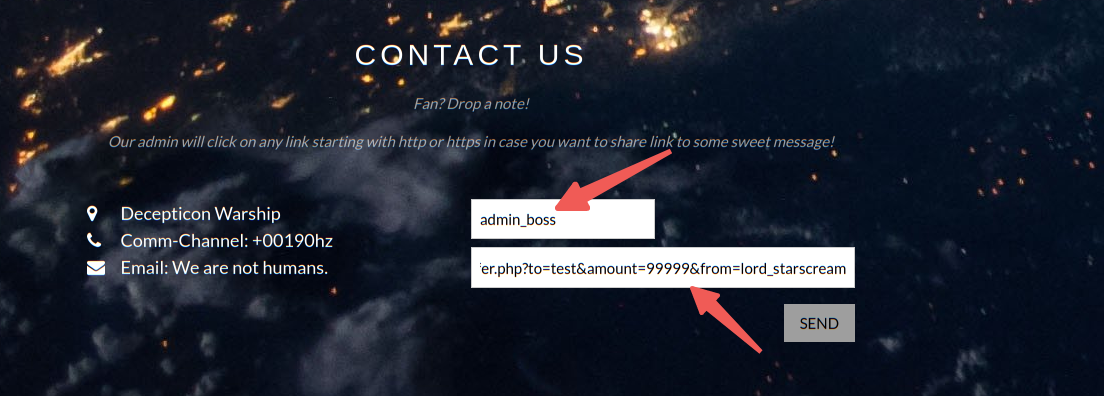 CONTACT US
Fan? Drop a note!
Our admin will click on any link starting with http or https in case you want to share link to some sweet message!
Decepticon Warship
admin_boss
Comm-Channel: +00190hz
Email: We are not humans.
er.php?to=test&amount=99999&from=lord_starscream
SEND